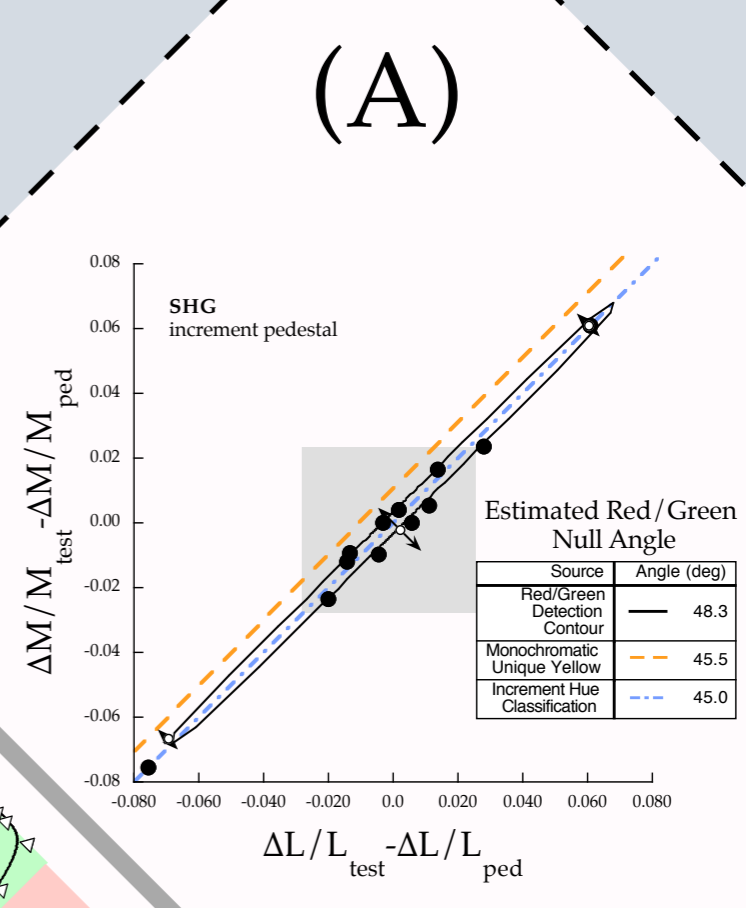 (A)
0.08
0.06
0.04
0.02
0.00
-0.02
-0.04
-0.06
-0.08
ΔM/M test -ΔM/M ped
SHG
increment pedestal
Estimated Red/Green
Null Angle
Source Angle (deg)
Red/Green
Detection
Contour
48.3
Monochromatic
Unique Yellow
45.5
Increment Hue
Classification
45.0
-0.080 -0.060 -0.040 -0.020 0.0 0.020 0.040 0.060 0.080
ΔL/L test -ΔL/L ped